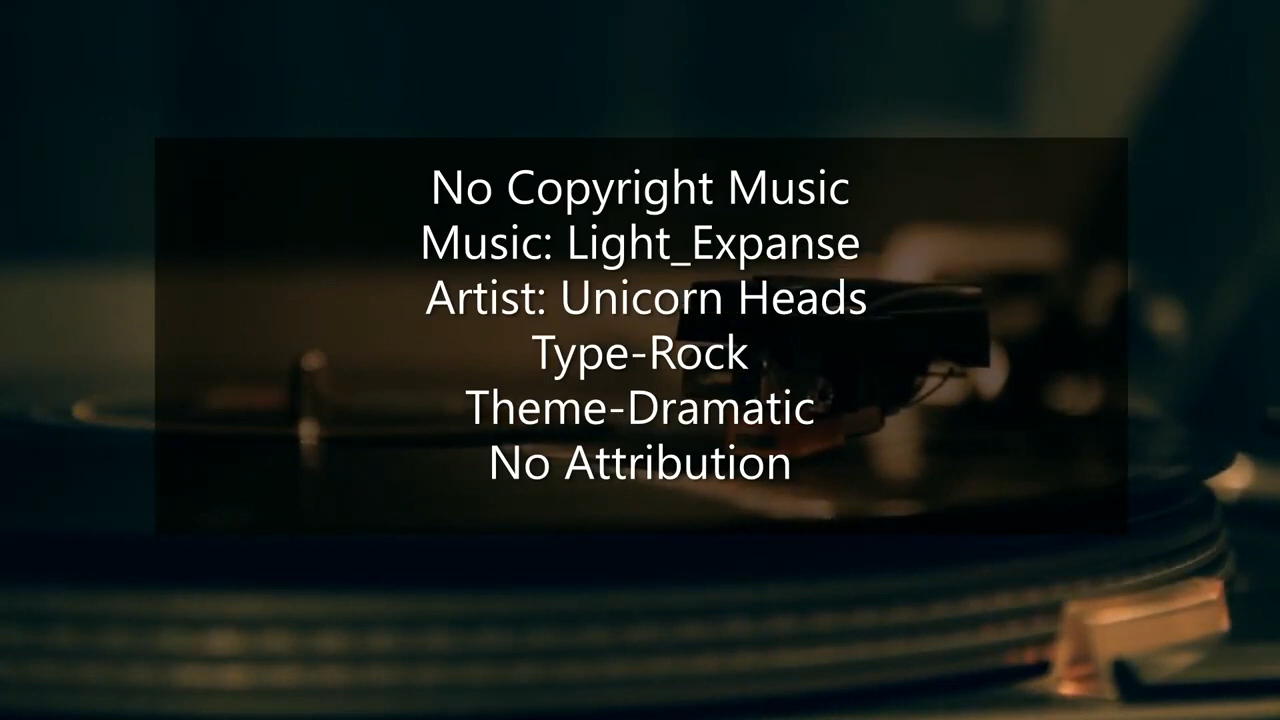 No Copyright Music
Music: Light_Expanse
Artist: Unicorn Heads
Type-Rock
Theme-Dramatic
No Attribution